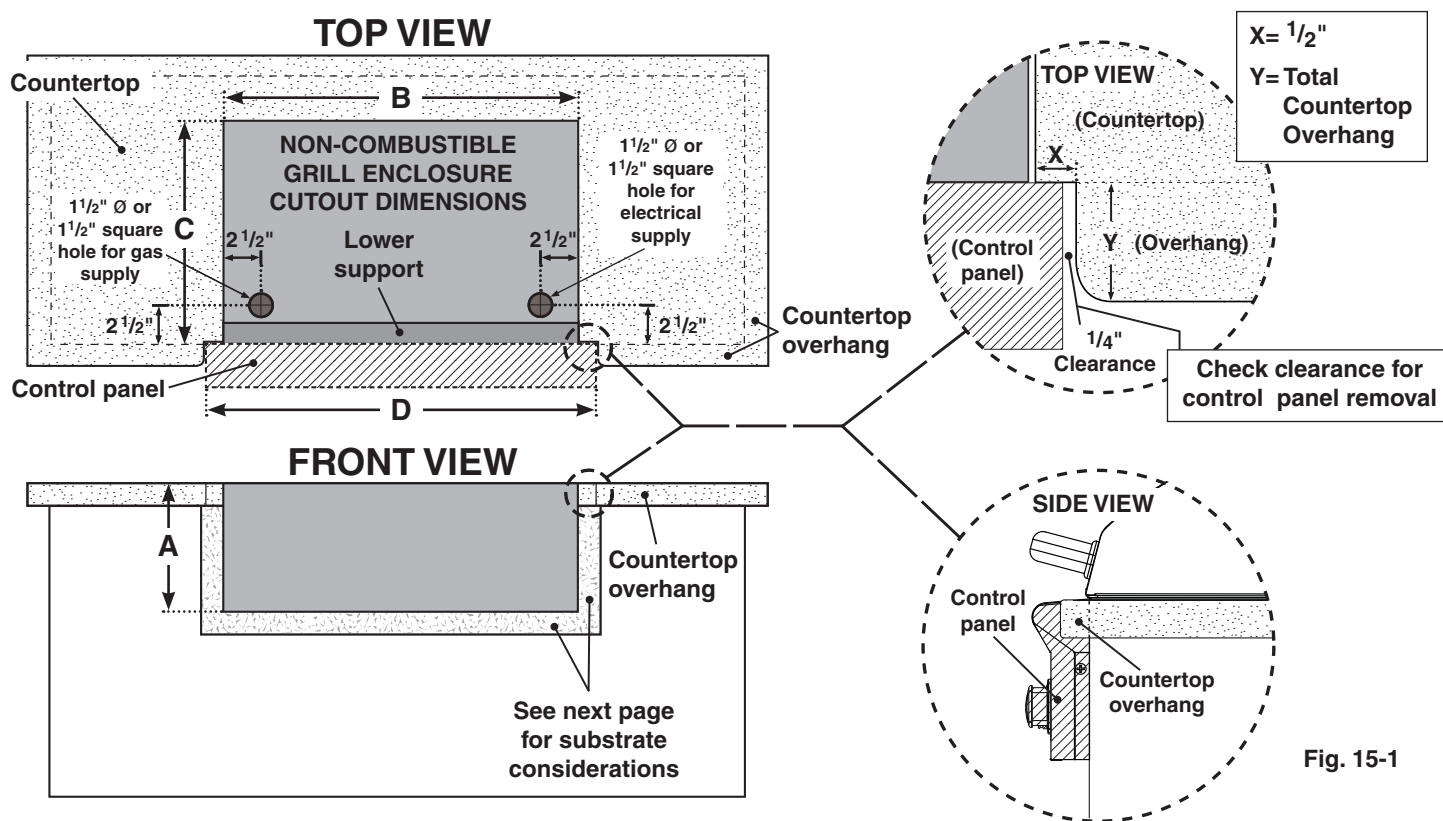 TOP VIEW
Countertop
B
NON-COMBUSTIBLE
GRILL ENCLOSURE
CUTOUT DIMENSIONS
1 1/2" Ø or
1 1/2" square
hole for gas
supply
C
2 1/2"
Lower
support
2 1/2"
1 1/2" Ø or
1 1/2" square
hole for
electrical
supply
2 1/2"
2 1/2"
Countertop
overhang
Control panel
D
FRONT VIEW
A
Countertop
overhang
See next page
for substrate
considerations
TOP VIEW
(Countertop)
X
(Control
panel)
Y (Overhang)
1/4"
Clearance
X= 1/2"
Y= Total
Countertop
Overhang
Check clearance for
control panel removal
SIDE VIEW
Control
panel
Countertop
overhang
Fig. 15-1